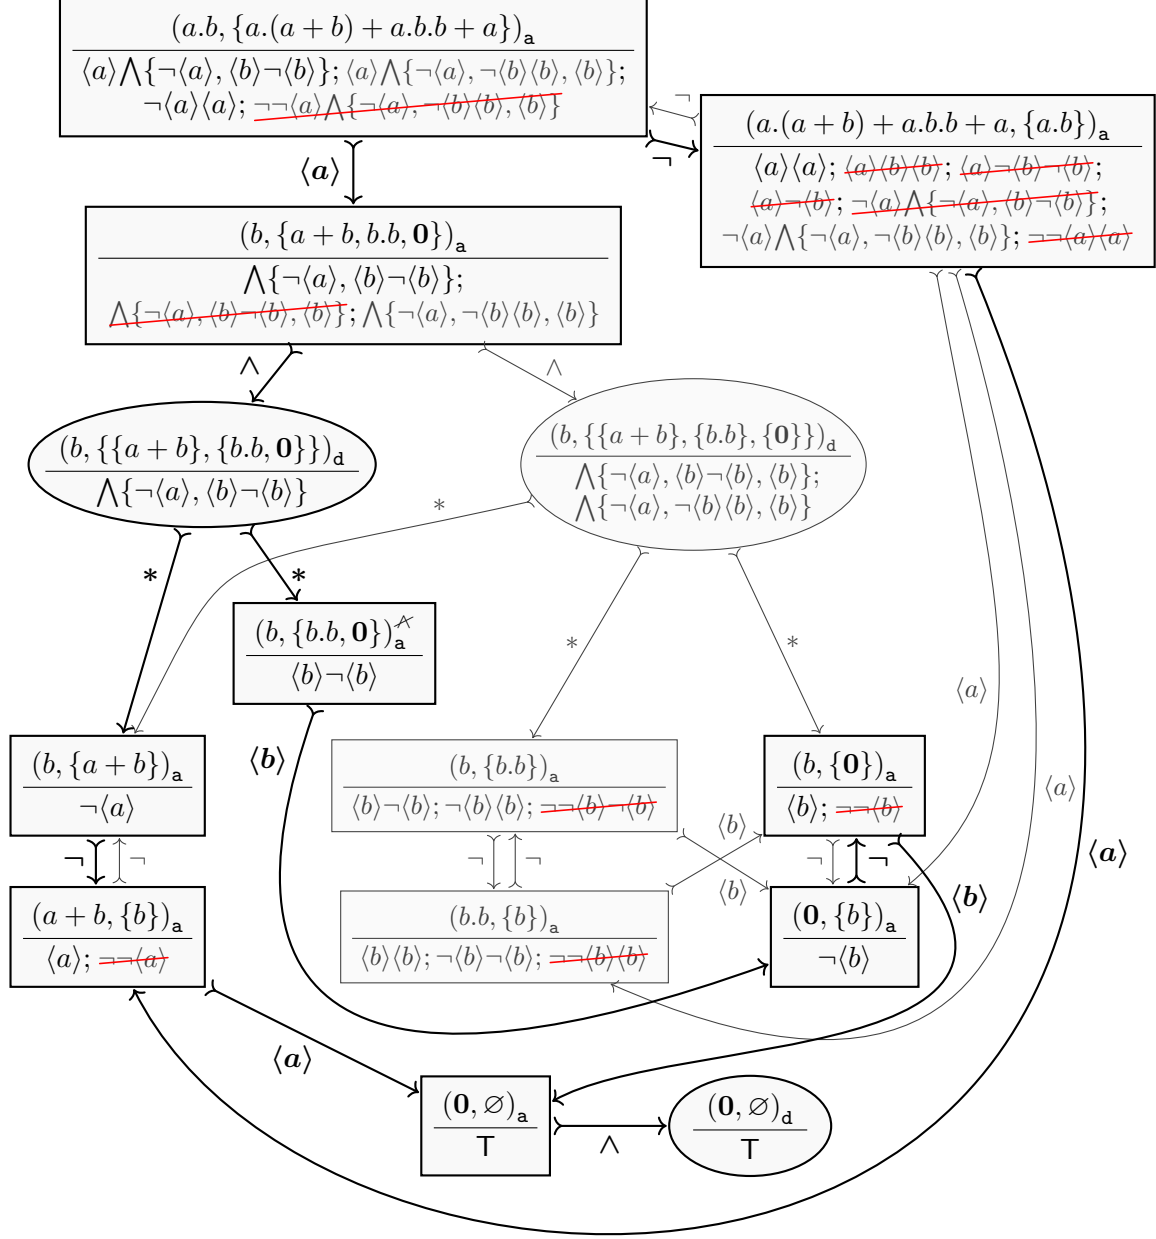 (a.b, {a.(a + b) + a.b.b + a})ₐ
⟨a⟩⋀{¬⟨a⟩, ⟨b⟩¬⟨b⟩}; ⟨a⟩⋀{¬⟨a⟩, ¬⟨b⟩⟨b⟩, ⟨b⟩};
¬⟨a⟩⟨a⟩; ¬¬⟨a⟩⋀{¬⟨a⟩, ¬⟨b⟩⟨b⟩, ⟨b⟩}
¬
¬
(a.(a + b) + a.b.b + a, {a.b})ₐ
⟨a⟩⟨a⟩; ⟨a⟩⟨b⟩⟨b⟩; ⟨a⟩¬⟨b⟩¬⟨b⟩;
⟨a⟩¬⟨b⟩; ¬⟨a⟩⋀{¬⟨a⟩, ⟨b⟩¬⟨b⟩};
¬⟨a⟩⋀{¬⟨a⟩, ¬⟨b⟩⟨b⟩, ⟨b⟩}; ¬¬⟨a⟩⟨a⟩
⟨a⟩
(b, {a + b, b.b, 0})ₐ
⋀{¬⟨a⟩, ⟨b⟩¬⟨b⟩};
⋀{¬⟨a⟩, ⟨b⟩¬⟨b⟩, ⟨b⟩}; ⋀{¬⟨a⟩, ¬⟨b⟩⟨b⟩, ⟨b⟩}
∧
∧
(b, {{a + b}, {b.b, 0}})d
⋀{¬⟨a⟩, ⟨b⟩¬⟨b⟩}
(b, {{a + b}, {b.b}, {0}})d
⋀{¬⟨a⟩, ⟨b⟩¬⟨b⟩, ⟨b⟩};
⋀{¬⟨a⟩, ¬⟨b⟩⟨b⟩, ⟨b⟩}
*
*
*
*
*
(b, {b.b, 0})ₐ^∧̸
⟨b⟩¬⟨b⟩
⟨a⟩
⟨b⟩
⟨a⟩
⟨a⟩
(b, {a + b})ₐ
¬⟨a⟩
(b, {b.b})ₐ
⟨b⟩¬⟨b⟩; ¬⟨b⟩⟨b⟩; ¬¬⟨b⟩¬⟨b⟩
(b, {0})ₐ
⟨b⟩; ¬¬⟨b⟩
¬ ¬
¬ ¬
⟨b⟩
⟨b⟩
¬ ¬
⟨b⟩
(a + b, {b})ₐ
⟨a⟩; ¬¬⟨a⟩
(b.b, {b})ₐ
⟨b⟩⟨b⟩; ¬⟨b⟩¬⟨b⟩; ¬¬⟨b⟩⟨b⟩
(0, {b})ₐ
¬⟨b⟩
⟨a⟩
(0, ∅)ₐ
T
∧
(0, ∅)d
T